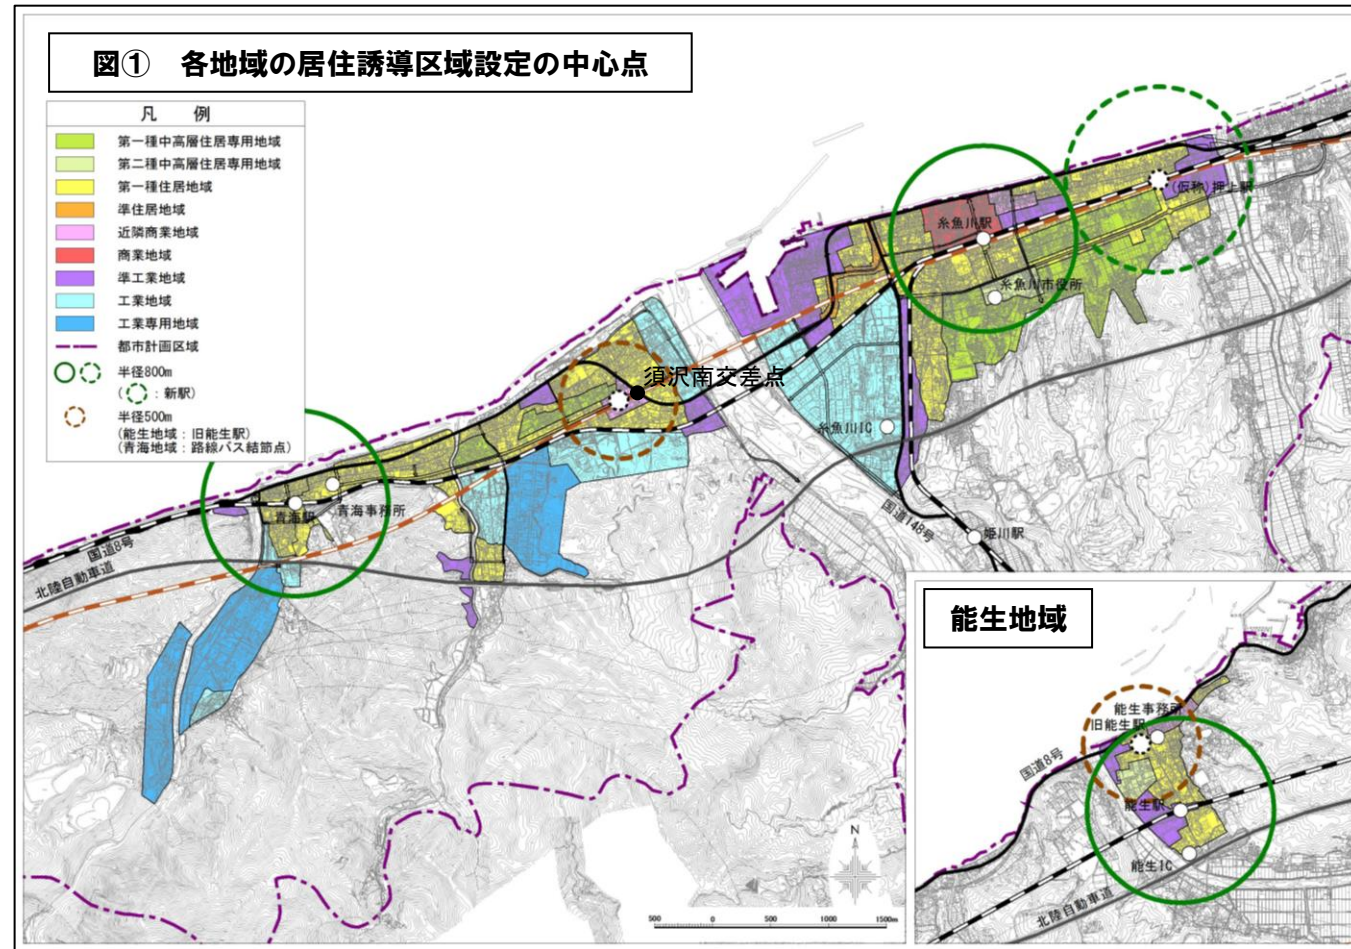 図①　各地域の居住誘導区域設定の中心点
凡　例
第一種中高層住居専用地域
第二種中高層住居専用地域
第一種住居地域
準住居地域
近隣商業地域
商業地域
準工業地域
工業地域
工業専用地域
都市計画区域
半径800m
(　: 新駅)
半径500m
(能生地域：旧能生駅)
(青海地域：路線バス結節点)
(仮称)押上駅
糸魚川駅
糸魚川市役所
須沢南交差点
糸魚川IC
青海駅
青海事務所
国道148号
姫川駅
国道8号
北陸自動車道
能生地域
能生事務所
旧能生駅
国道8号
能生駅
能生IC
北陸自動車道
N
500　0　500　1000　1500m